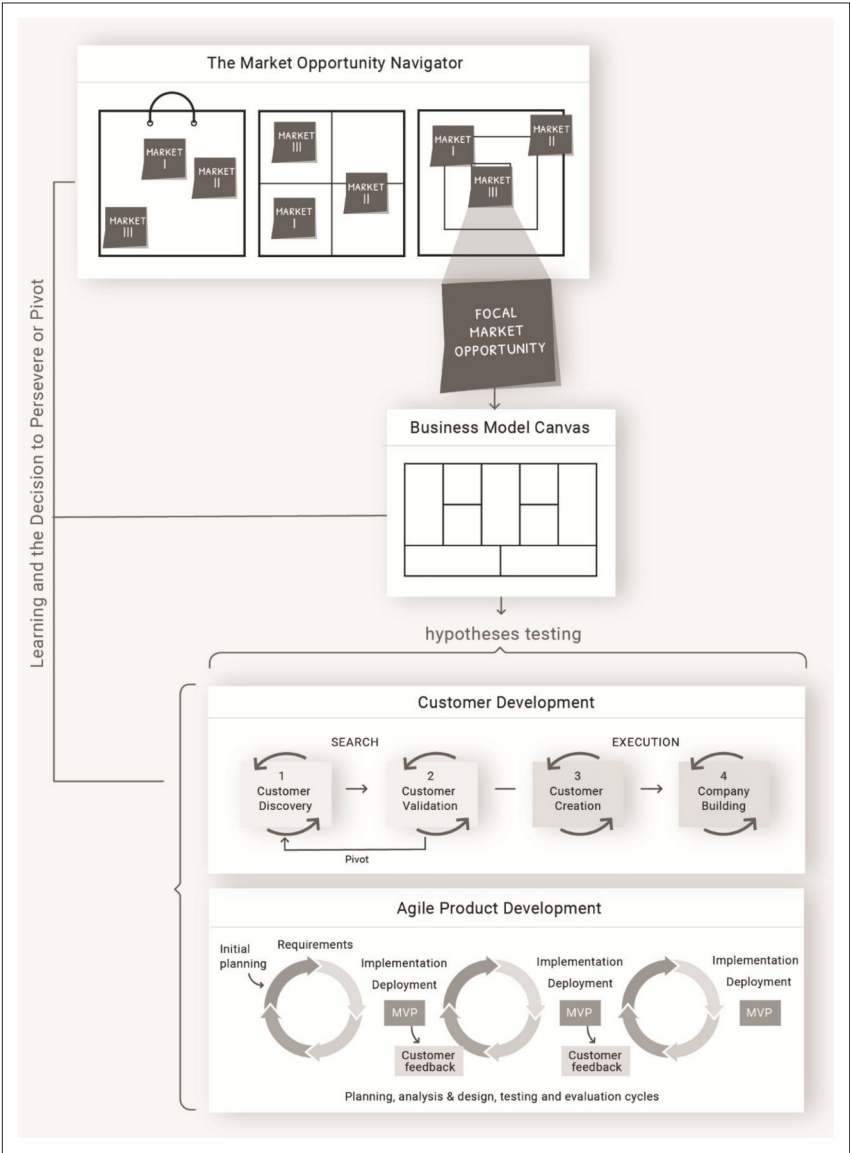 The Market Opportunity Navigator
MARKET
I
MARKET
II
MARKET
III
MARKET
III
MARKET
II
MARKET
I
MARKET
I
MARKET
II
MARKET
III
FOCAL
MARKET
OPPORTUNITY
Learning and the Decision to Persevere or Pivot
Business Model Canvas
hypotheses testing
Customer Development
SEARCH
EXECUTION
1
Customer
Discovery
2
Customer
Validation
3
Customer
Creation
4
Company
Building
Pivot
Agile Product Development
Initial
planning
Requirements
Implementation
Deployment
MVP
Customer
feedback
Implementation
Deployment
MVP
Customer
feedback
Implementation
Deployment
MVP
Planning, analysis & design, testing and evaluation cycles